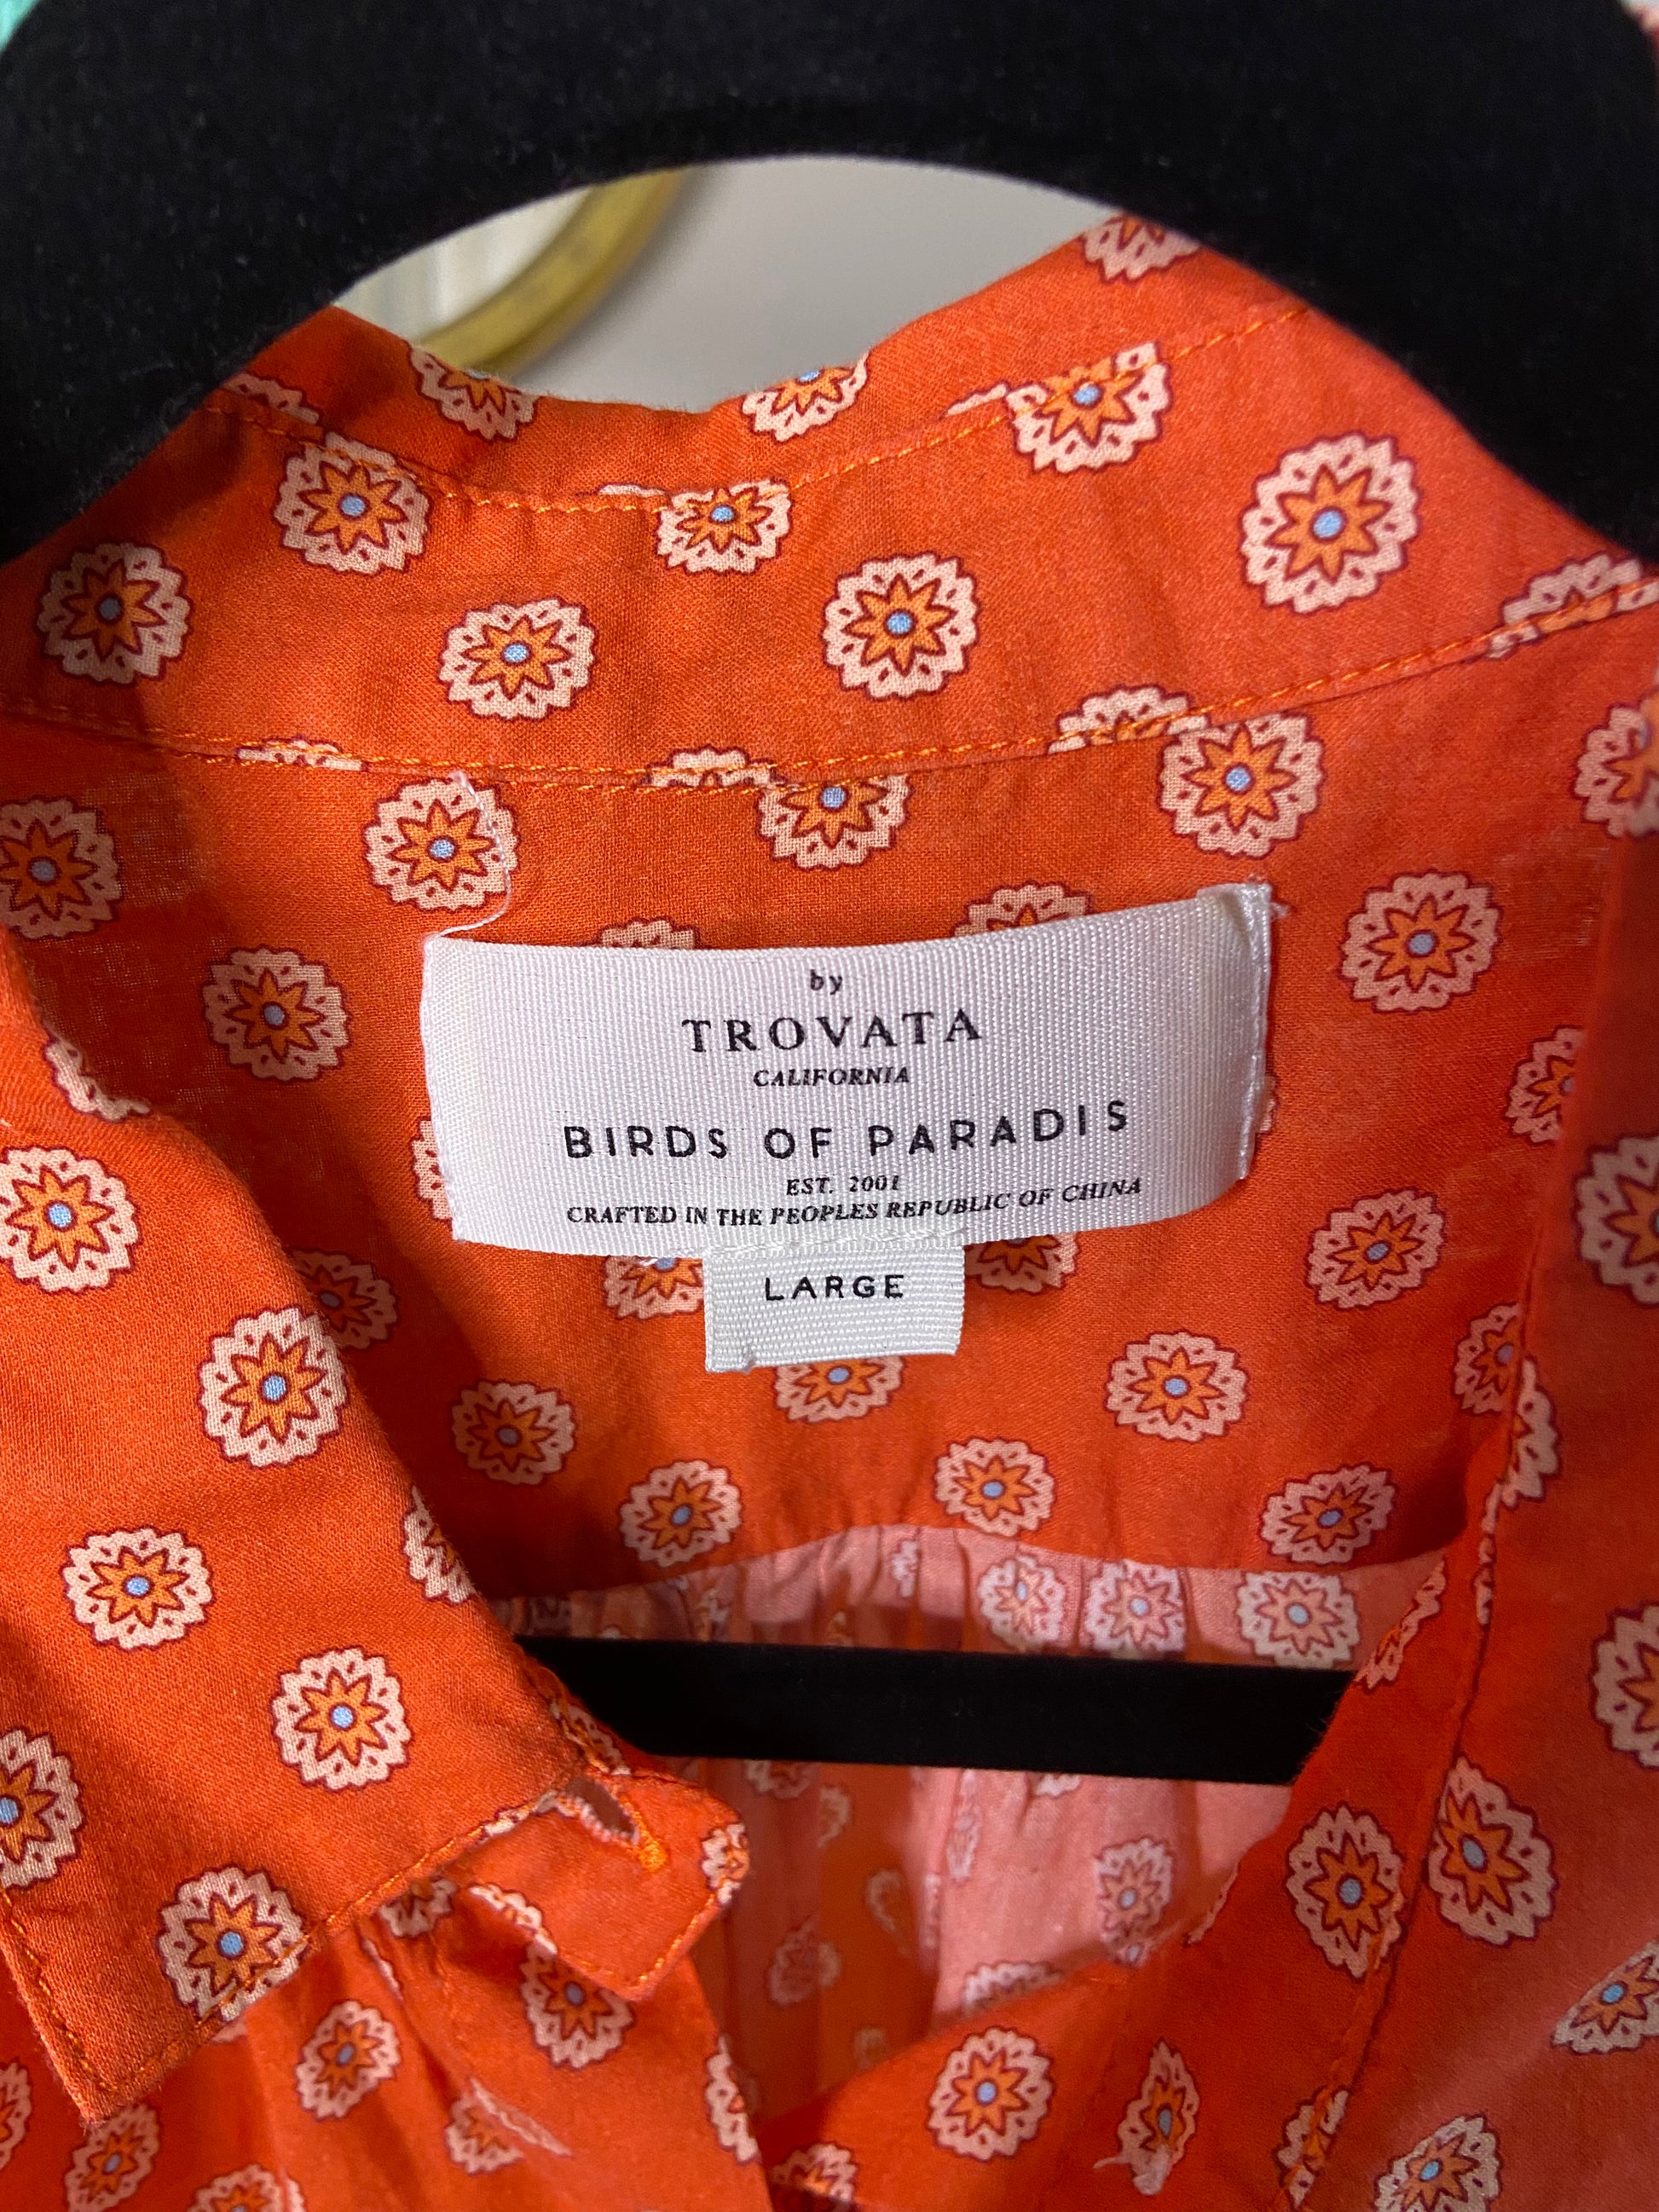 by
TROVATA
CALIFORNIA
BIRDS OF PARADIS
EST. 2001
CRAFTED IN THE PEOPLES REPUBLIC OF CHINA
LARGE